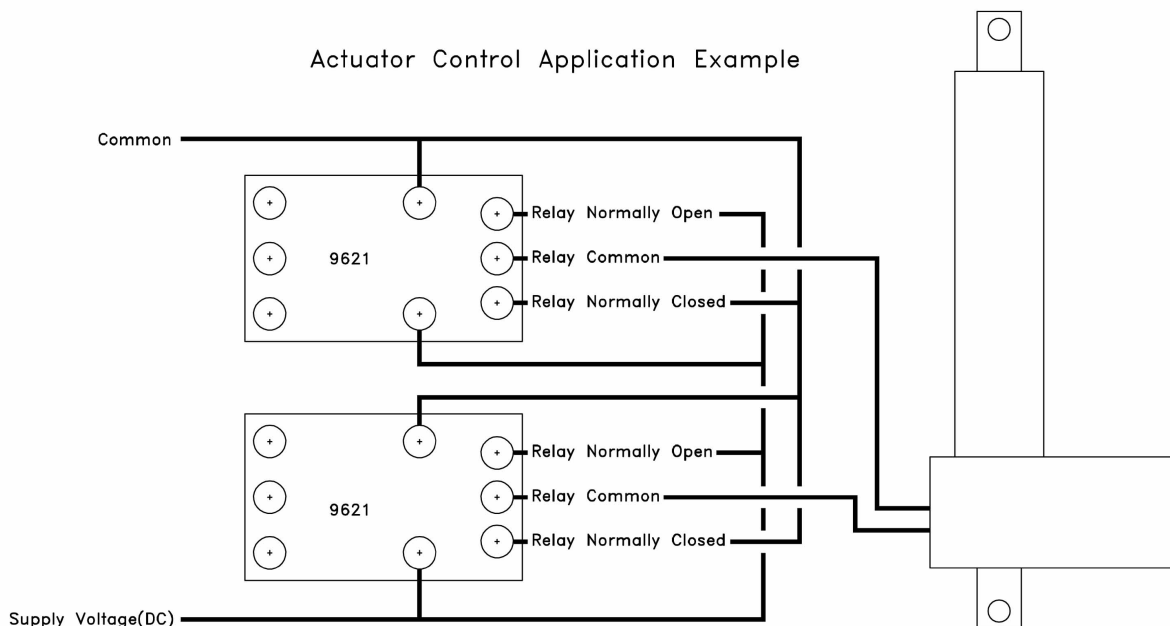 Actuator Control Application Example
Common
Relay Normally Open
9621
Relay Common
Relay Normally Closed
Relay Normally Open
Relay Common
9621
Relay Normally Closed
Supply Voltage(DC)